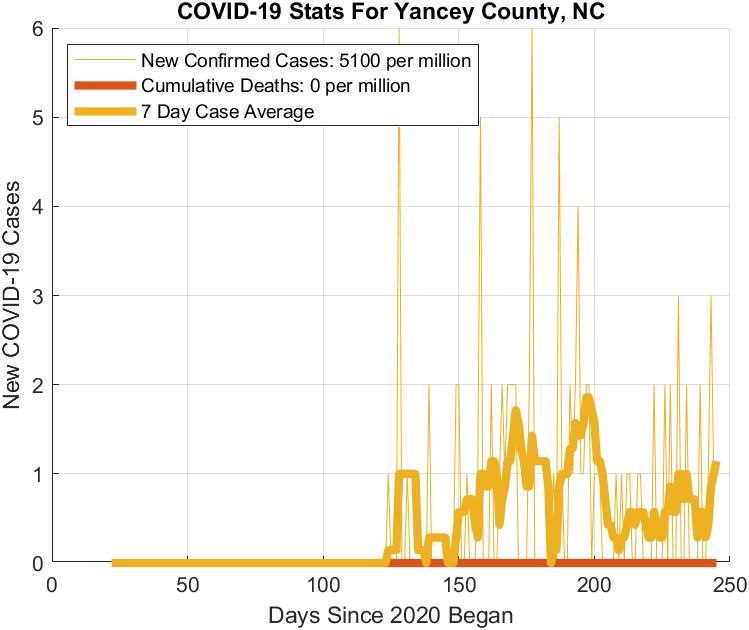 COVID-19 Stats For Yancey County, NC
New Confirmed Cases: 5100 per million
Cumulative Deaths: 0 per million
7 Day Case Average
New COVID-19 Cases
6
5
4
3
2
1
0
0 50 100 150 200 250
Days Since 2020 Began